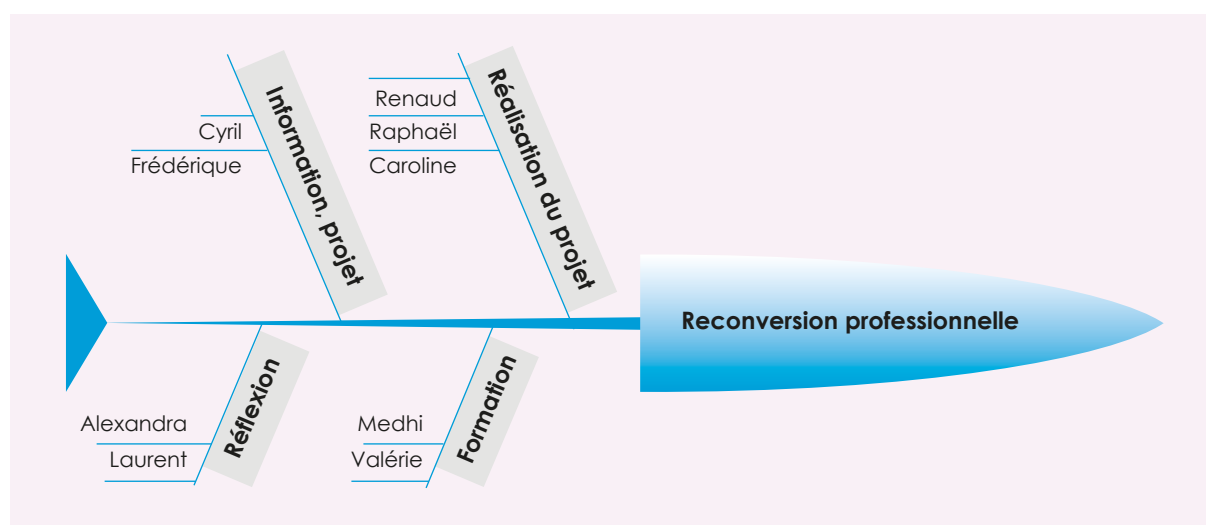 Information, projet
Cyril
Frédérique
Réalisation du projet
Renaud
Raphaël
Caroline
Reconversion professionnelle
Réflexion
Alexandra
Laurent
Formation
Medhi
Valérie